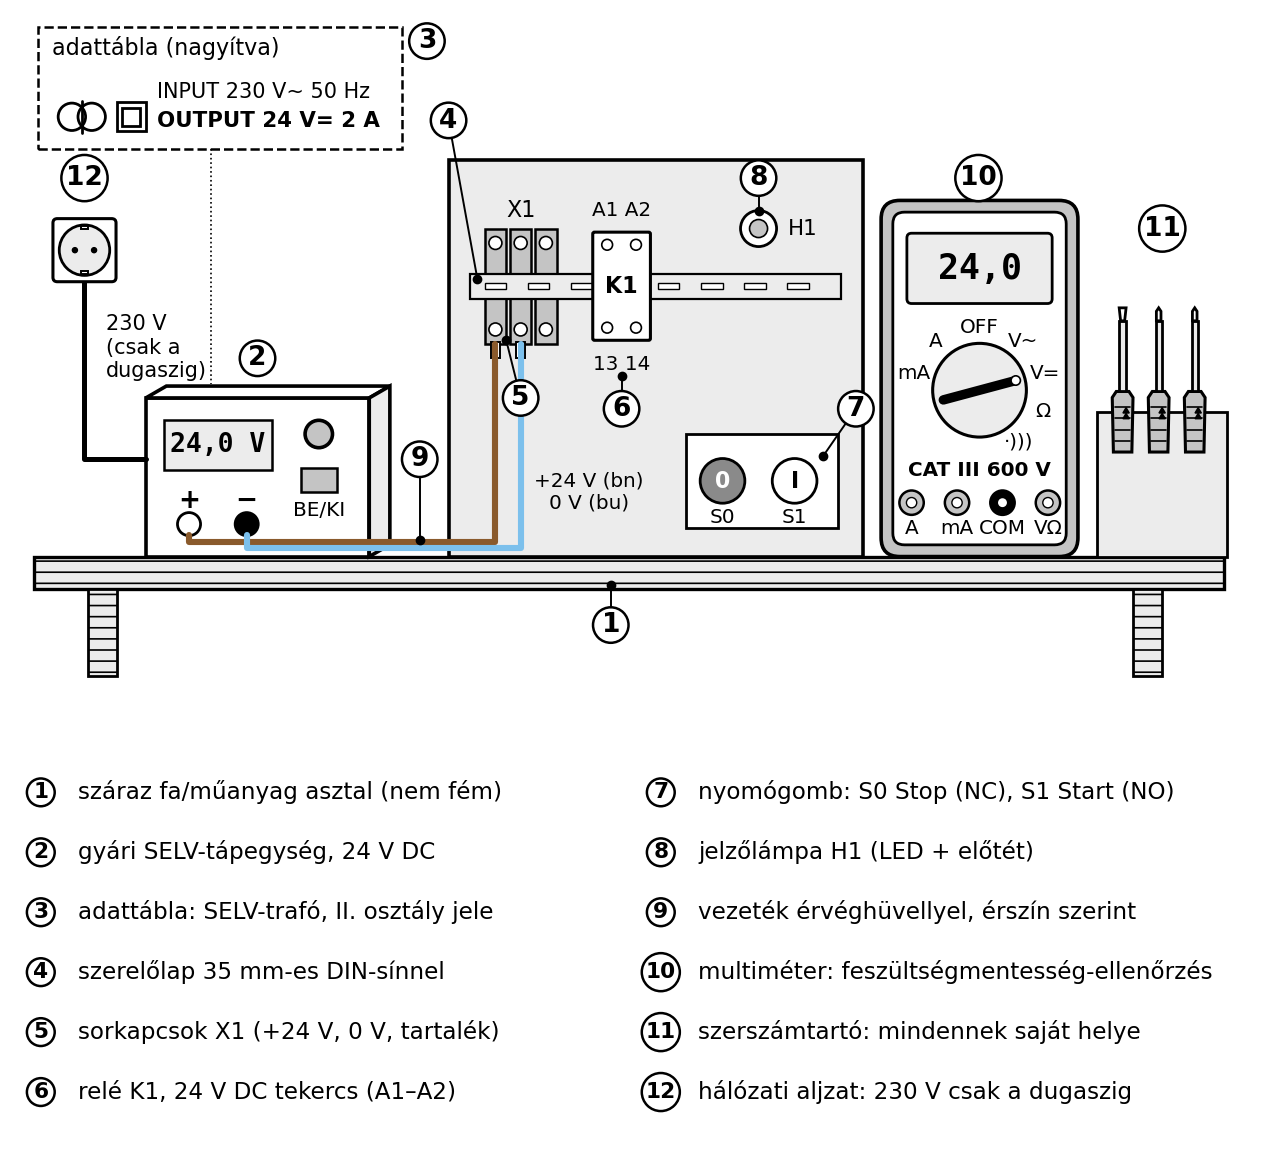 adattábla (nagyítva)
3
INPUT 230 V~ 50 Hz
OUTPUT 24 V= 2 A
4
12
8
10
11
X1
A1 A2
H1
K1
24,0
230 V
(csak a
dugaszig)
2
13 14
5
6
7
OFF
A
V~
mA
V=
Ω
·)))
CAT III 600 V
A
mA
COM
VΩ
24,0 V
+
−
BE/KI
9
+24 V (bn)
0 V (bu)
0
I
S0
S1
1
1 száraz fa/műanyag asztal (nem fém)
2 gyári SELV-tápegység, 24 V DC
3 adattábla: SELV-trafó, II. osztály jele
4 szerelőlap 35 mm-es DIN-sínnel
5 sorkapcsok X1 (+24 V, 0 V, tartalék)
6 relé K1, 24 V DC tekercs (A1–A2)
7 nyomógomb: S0 Stop (NC), S1 Start (NO)
8 jelzőlámpa H1 (LED + előtét)
9 vezeték érvéghüvellyel, érszín szerint
10 multiméter: feszültségmentesség-ellenőrzés
11 szerszámtartó: mindennek saját helye
12 hálózati aljzat: 230 V csak a dugaszig